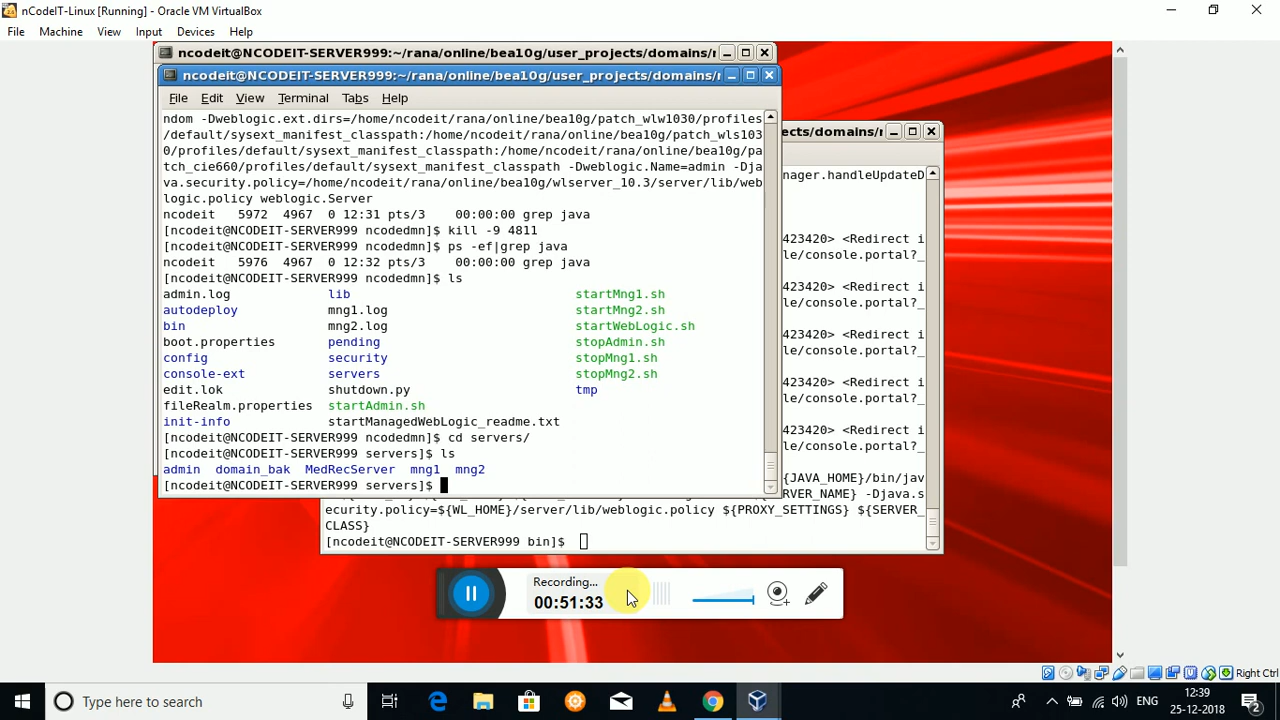 nCodeIT-Linux [Running] - Oracle VM VirtualBox
File Machine View Input Devices Help
ncodeit@NCODEIT-SERVER999:~/rana/online/bea10g/user_projects/domains/r
ncodeit@NCODEIT-SERVER999:~/rana/online/bea10g/user_projects/domains/r
File Edit View Terminal Tabs Help
ndom -Dweblogic.ext.dirs=/home/ncodeit/rana/online/bea10g/patch_wlw1030/profiles
/default/sysext_manifest_classpath:/home/ncodeit/rana/online/bea10g/patch_wls103
0/profiles/default/sysext_manifest_classpath:/home/ncodeit/rana/online/bea10g/pa
tch_cie660/profiles/default/sysext_manifest_classpath -Dweblogic.Name=admin -Dja
va.security.policy=/home/ncodeit/rana/online/bea10g/wlserver_10.3/server/lib/web
logic.policy weblogic.Server
ncodeit 5972 4967 0 12:31 pts/3 00:00:00 grep java
[ncodeit@NCODEIT-SERVER999 ncodedmn]$ kill -9 4811
[ncodeit@NCODEIT-SERVER999 ncodedmn]$ ps -ef|grep java
ncodeit 5976 4967 0 12:32 pts/3 00:00:00 grep java
[ncodeit@NCODEIT-SERVER999 ncodedmn]$ ls
admin.log lib startMng1.sh
autodeploy mng1.log startMng2.sh
bin mng2.log startWebLogic.sh
boot.properties pending stopAdmin.sh
config security stopMng1.sh
console-ext servers stopMng2.sh
edit.lok shutdown.py tmp
fileRealm.properties startAdmin.sh
init-info startManagedWebLogic_readme.txt
[ncodeit@NCODEIT-SERVER999 ncodedmn]$ cd servers/
[ncodeit@NCODEIT-SERVER999 servers]$ ls
admin domain_bak MedRecServer mng1 mng2
[ncodeit@NCODEIT-SERVER999 servers]$
ects/domains/r
nager.handleUpdateD
423420> <Redirect i
le/console.portal?_
423420> <Redirect i
le/console.portal?_
423420> <Redirect i
le/console.portal?_
423420> <Redirect i
le/console.portal?_
423420> <Redirect i
le/console.portal?_
{JAVA_HOME}/bin/jav
RVER_NAME} -Djava.s
ecurity.policy=${WL_HOME}/server/lib/weblogic.policy ${PROXY_SETTINGS} ${SERVER_
CLASS}
[ncodeit@NCODEIT-SERVER999 bin]$
Recording...
00:51:33
Right Ctrl
Type here to search
ENG
12:39
25-12-2018
2